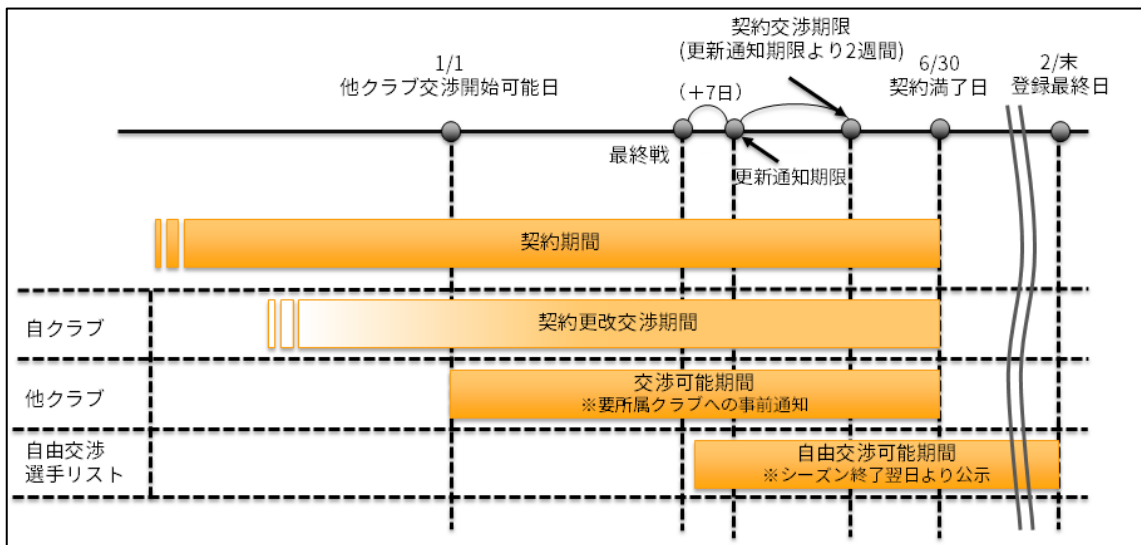 契約交渉期限
(更新通知期限より2週間)
1/1
他クラブ交渉開始可能日
6/30
契約満了日
2/末
登録最終日
(+7日)
最終戦
更新通知期限
契約期間
自クラブ
契約更改交渉期間
他クラブ
交渉可能期間
※要所属クラブへの事前通知
自由交渉
選手リスト
自由交渉可能期間
※シーズン終了翌日より公示